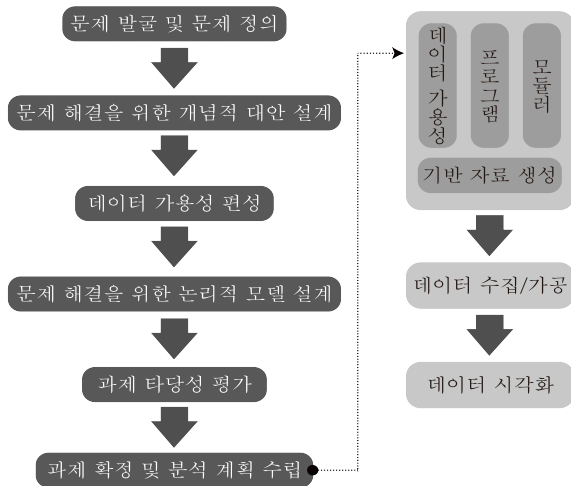 문제 발굴 및 문제 정의
문제 해결을 위한 개념적 대안 설계
데이터 가용성 편성
문제 해결을 위한 논리적 모델 설계
과제 타당성 평가
과제 확정 및 분석 계획 수립
데이터 가용성
프로그램
모듈러
기반 자료 생성
데이터 수집/가공
데이터 시각화